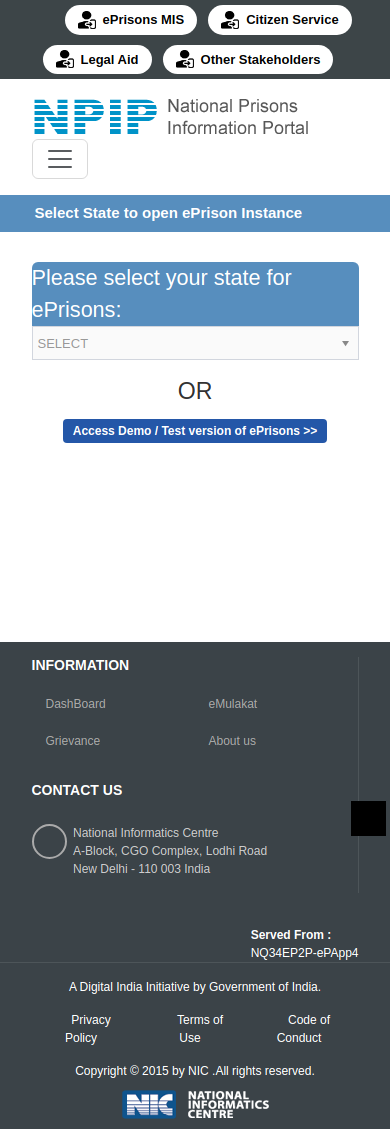 ePrisons MIS
Citizen Service
Legal Aid
Other Stakeholders
NPIP
National Prisons
Information Portal
Select State to open ePrison Instance
Please select your state for
ePrisons:
SELECT
OR
Access Demo / Test version of ePrisons >>
INFORMATION
DashBoard
eMulakat
Grievance
About us
CONTACT US
National Informatics Centre
A-Block, CGO Complex, Lodhi Road
New Delhi - 110 003 India
Served From :
NQ34EP2P-ePApp4
A Digital India Initiative by Government of India.
Privacy
Policy
Terms of
Use
Code of
Conduct
Copyright © 2015 by NIC .All rights reserved.
NIC
NATIONAL
INFORMATICS
CENTRE